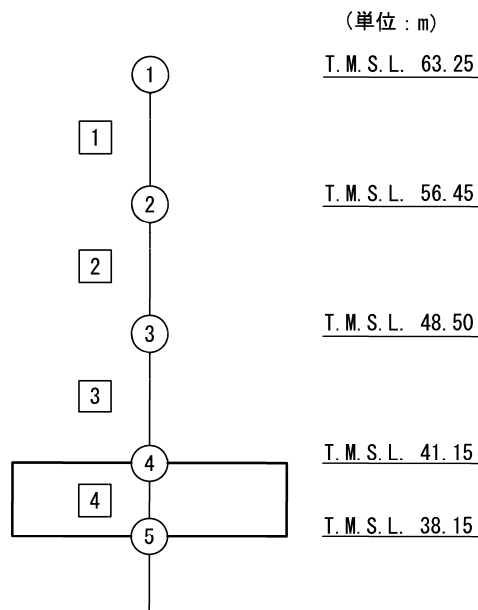 (単位:m)
① T.M.S.L. 63.25
1
② T.M.S.L. 56.45
2
③ T.M.S.L. 48.50
3
④ T.M.S.L. 41.15
4
⑤ T.M.S.L. 38.15